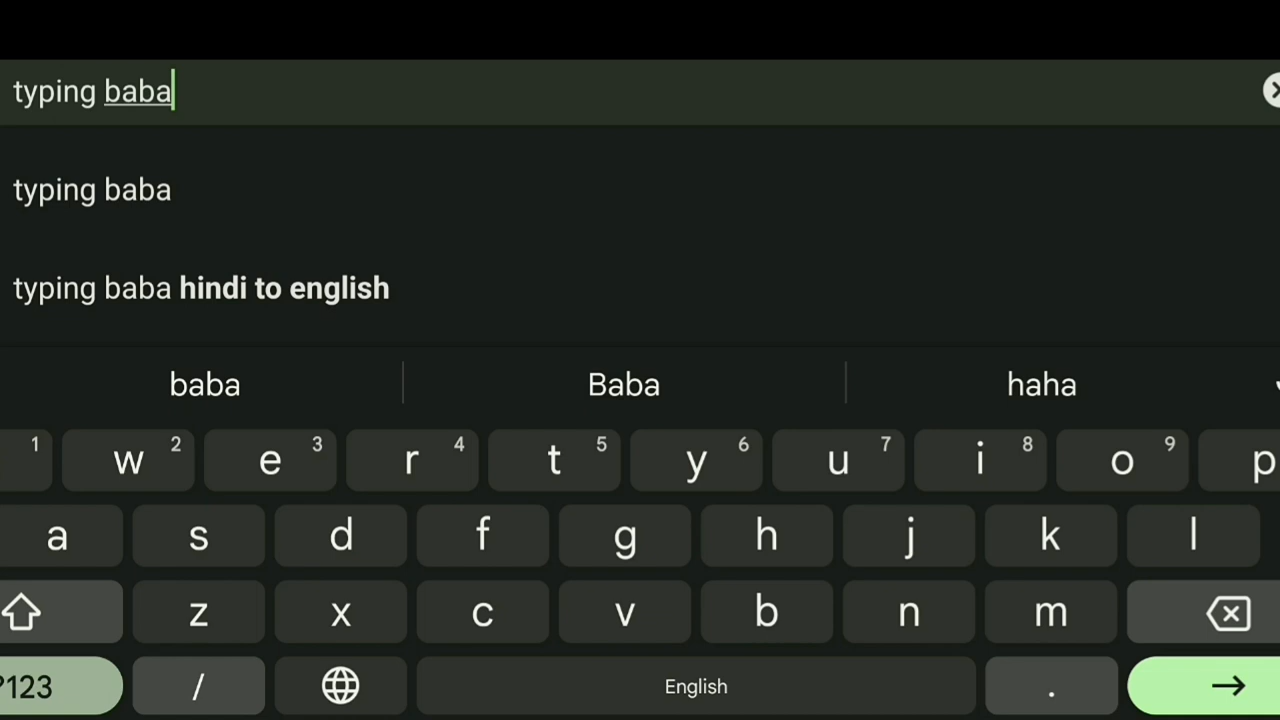 typing baba
typing baba
typing baba hindi to english
baba Baba haha
1 w 2 e 3 r 4 t 5 y 6 u 7 i 8 o 9 p
a s d f g h j k l
z x c v b n m
?123 / English .